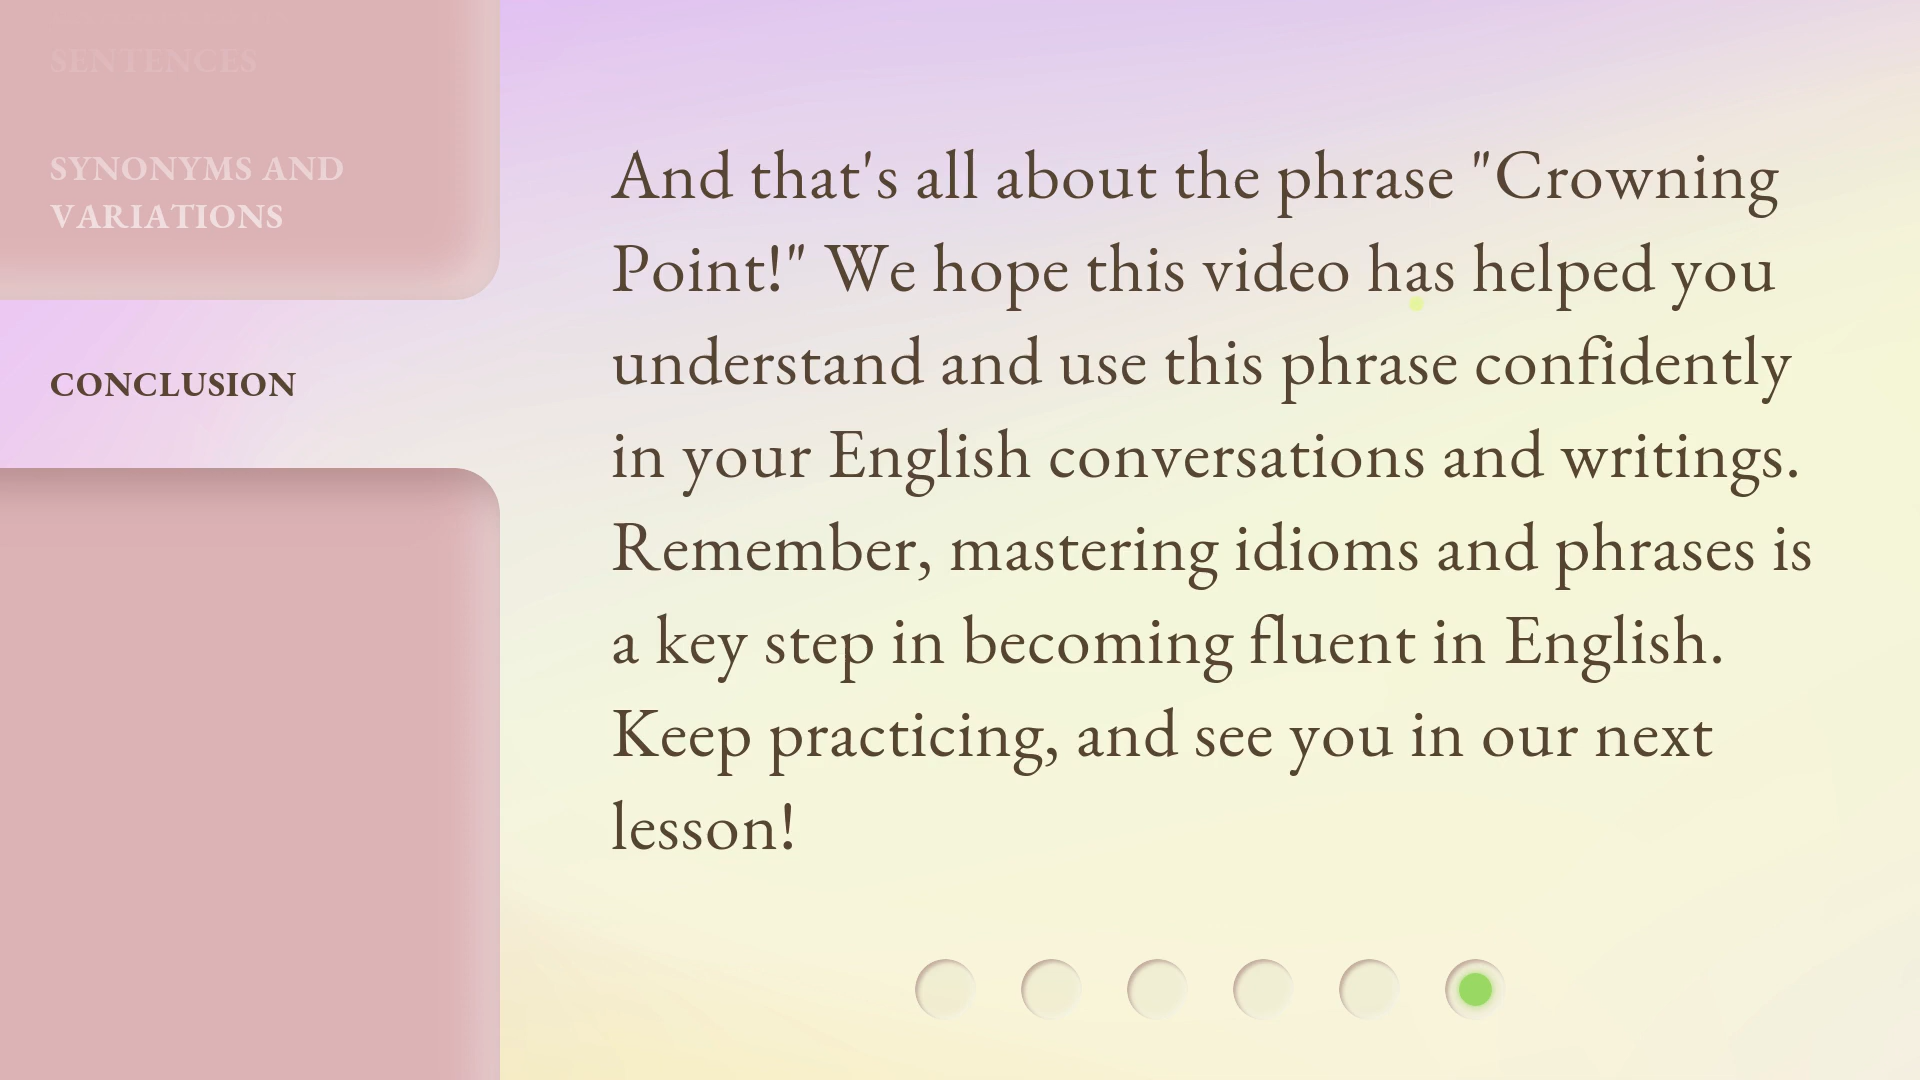 SENTENCES
SYNONYMS AND
VARIATIONS
CONCLUSION
And that's all about the phrase "Crowning
Point!" We hope this video has helped you
understand and use this phrase confidently
in your English conversations and writings.
Remember, mastering idioms and phrases is
a key step in becoming fluent in English.
Keep practicing, and see you in our next
lesson!